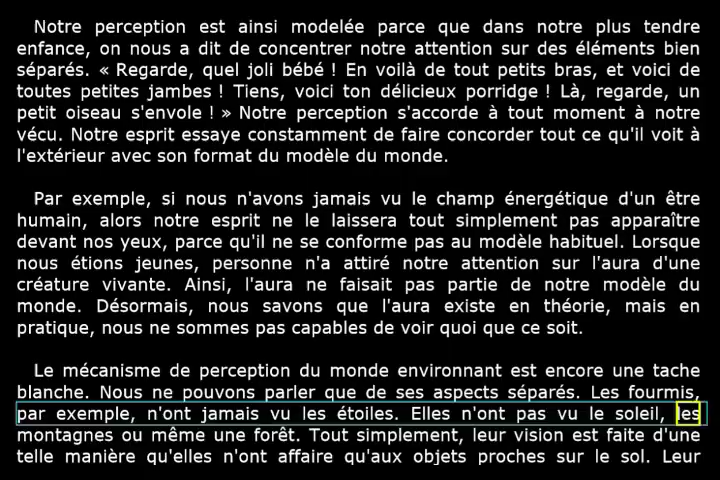 Notre perception est ainsi modelée parce que dans notre plus tendre
enfance, on nous a dit de concentrer notre attention sur des éléments bien
séparés. « Regarde, quel joli bébé ! En voilà de tout petits bras, et voici de
toutes petites jambes ! Tiens, voici ton délicieux porridge ! Là, regarde, un
petit oiseau s'envole ! » Notre perception s'accorde à tout moment à notre
vécu. Notre esprit essaye constamment de faire concorder tout ce qu'il voit à
l'extérieur avec son format du modèle du monde.
Par exemple, si nous n'avons jamais vu le champ énergétique d'un être
humain, alors notre esprit ne le laissera tout simplement pas apparaître
devant nos yeux, parce qu'il ne se conforme pas au modèle habituel. Lorsque
nous étions jeunes, personne n'a attiré notre attention sur l'aura d'une
créature vivante. Ainsi, l'aura ne faisait pas partie de notre modèle du
monde. Désormais, nous savons que l'aura existe en théorie, mais en
pratique, nous ne sommes pas capables de voir quoi que ce soit.
Le mécanisme de perception du monde environnant est encore une tache
blanche. Nous ne pouvons parler que de ses aspects séparés. Les fourmis,
par exemple, n'ont jamais vu les étoiles. Elles n'ont pas vu le soleil, les
montagnes ou même une forêt. Tout simplement, leur vision est faite d'une
telle manière qu'elles n'ont affaire qu'aux objets proches sur le sol. Leur